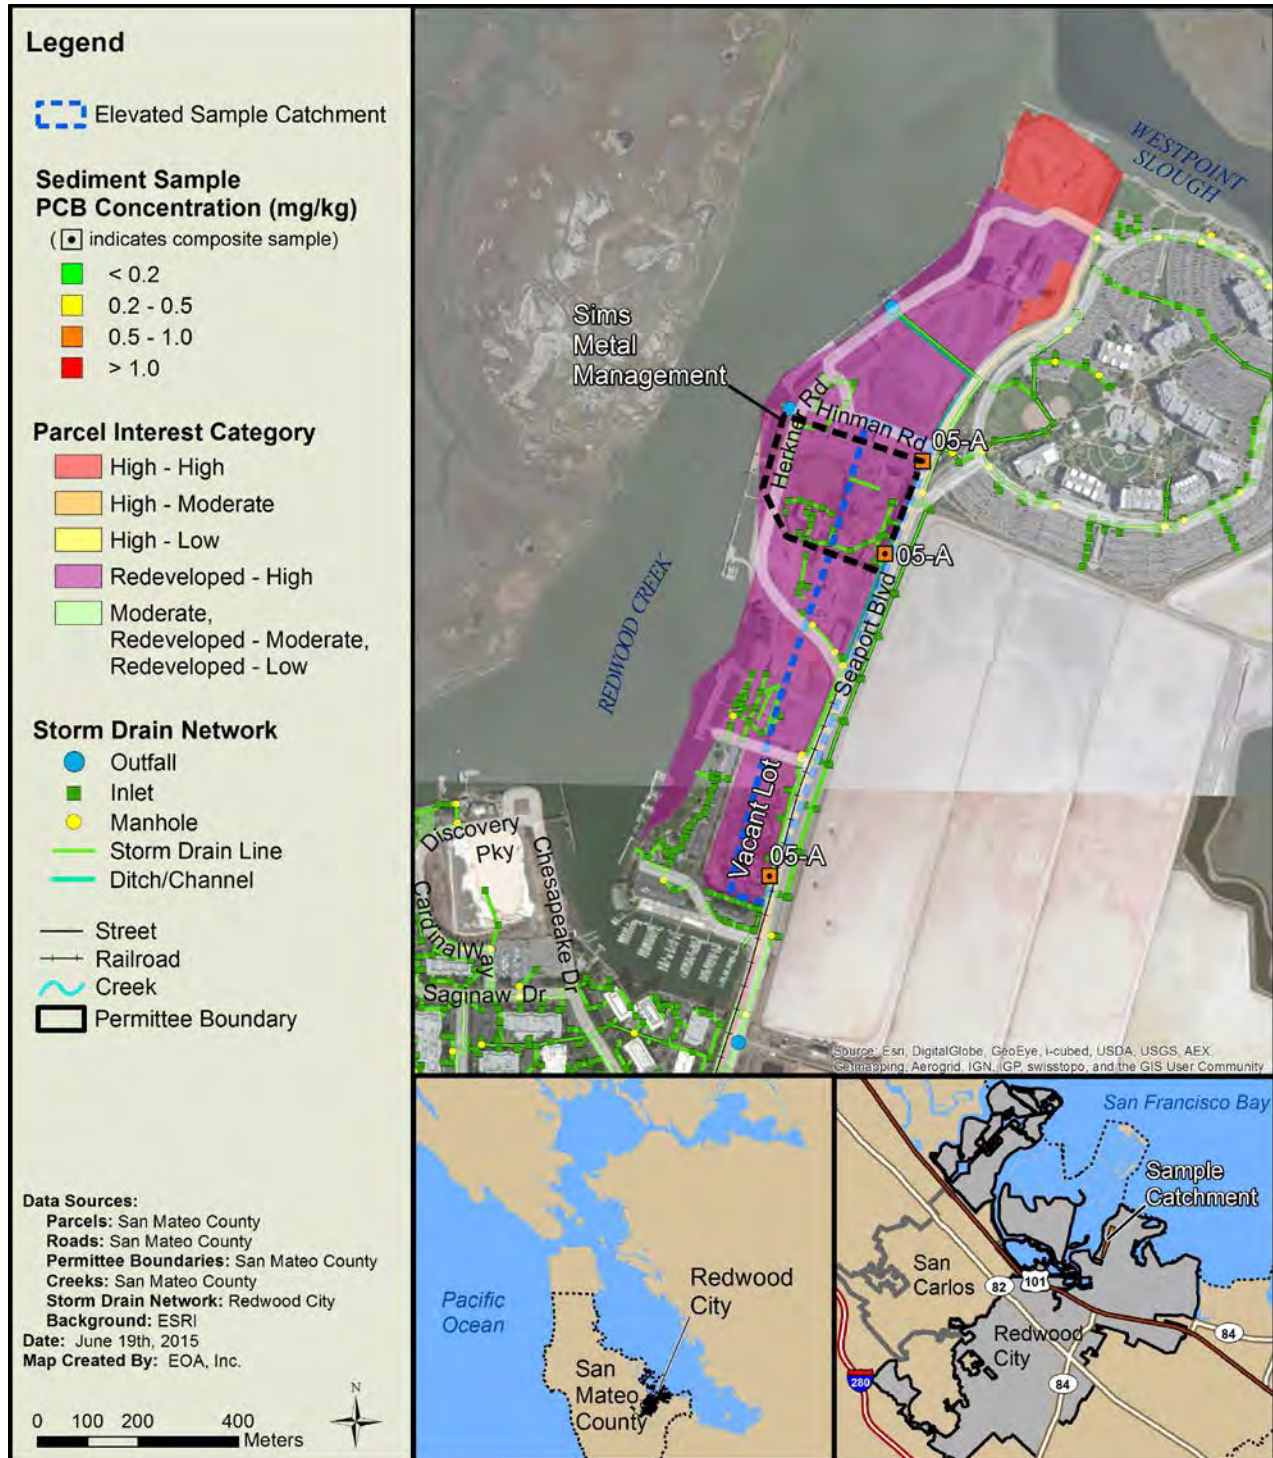 Legend
Elevated Sample Catchment
Sediment Sample
PCB Concentration (mg/kg)
( indicates composite sample)
< 0.2
0.2 - 0.5
0.5 - 1.0
> 1.0
Parcel Interest Category
High - High
High - Moderate
High - Low
Redeveloped - High
Moderate,
Redeveloped - Moderate,
Redeveloped - Low
Storm Drain Network
Outfall
Inlet
Manhole
Storm Drain Line
Ditch/Channel
Street
Railroad
Creek
Permittee Boundary
Data Sources:
Parcels: San Mateo County
Roads: San Mateo County
Permittee Boundaries: San Mateo County
Creeks: San Mateo County
Storm Drain Network: Redwood City
Background: ESRI
Date: June 19th, 2015
Map Created By: EOA, Inc.
N
0 100 200 400
Meters
WESTPOINT
SLOUGH
Sims
Metal
Management
Herkner Rd
Hinman Rd
05-A
05-A
Seaport Blvd
REDWOOD CREEK
Vacant Lot
05-A
Discovery
Pky
Chesapeake Dr
Cardinal Way
Saginaw Dr
Source: Esri, DigitalGlobe, GeoEye, i-cubed, USDA, USGS, AEX,
Getmapping, Aerogrid, IGN, IGP, swisstopo, and the GIS User Community
Pacific
Ocean
Redwood
City
San
Mateo
County
San Francisco Bay
Sample
Catchment
San
Carlos
82
101
Redwood
City
84
84
280